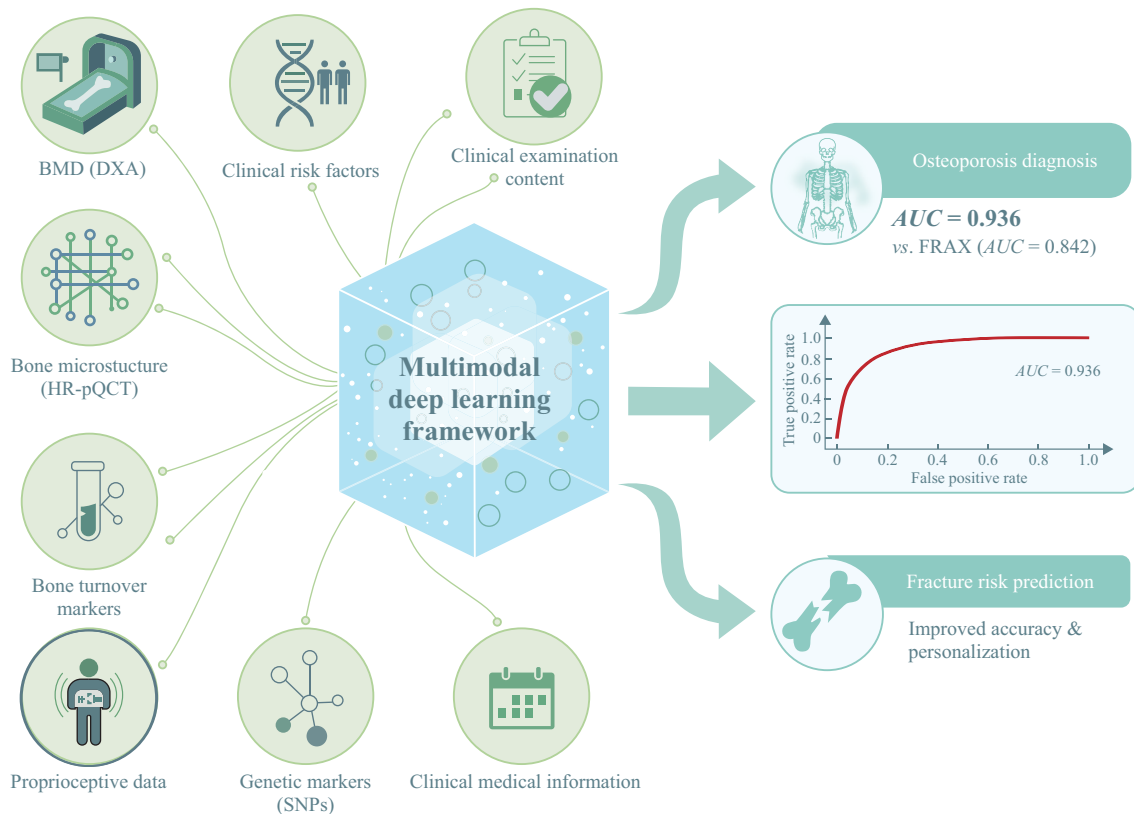 BMD (DXA)
Clinical risk factors
Clinical examination
content
Bone microstucture
(HR-pQCT)
Bone turnover
markers
Proprioceptive data
Genetic markers
(SNPs)
Clinical medical information
Multimodal
deep learning
framework
Osteoporosis diagnosis
AUC = 0.936
vs. FRAX (AUC = 0.842)
True positive rate
1.0
0.8
0.6
0.4
0.2
0
AUC = 0.936
0 0.2 0.4 0.6 0.8 1.0
False positive rate
Fracture risk prediction
Improved accuracy &
personalization